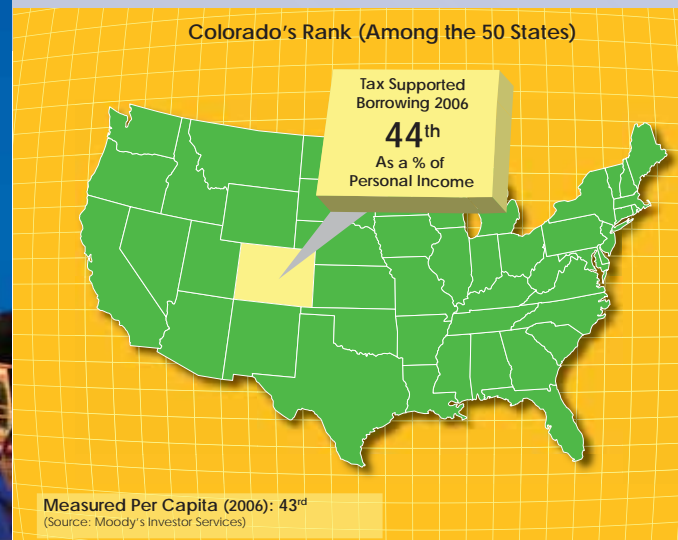 Colorado's Rank (Among the 50 States)
Tax Supported
Borrowing 2006
44th
As a % of
Personal Income
Measured Per Capita (2006): 43rd
(Source: Moody's Investor Services)